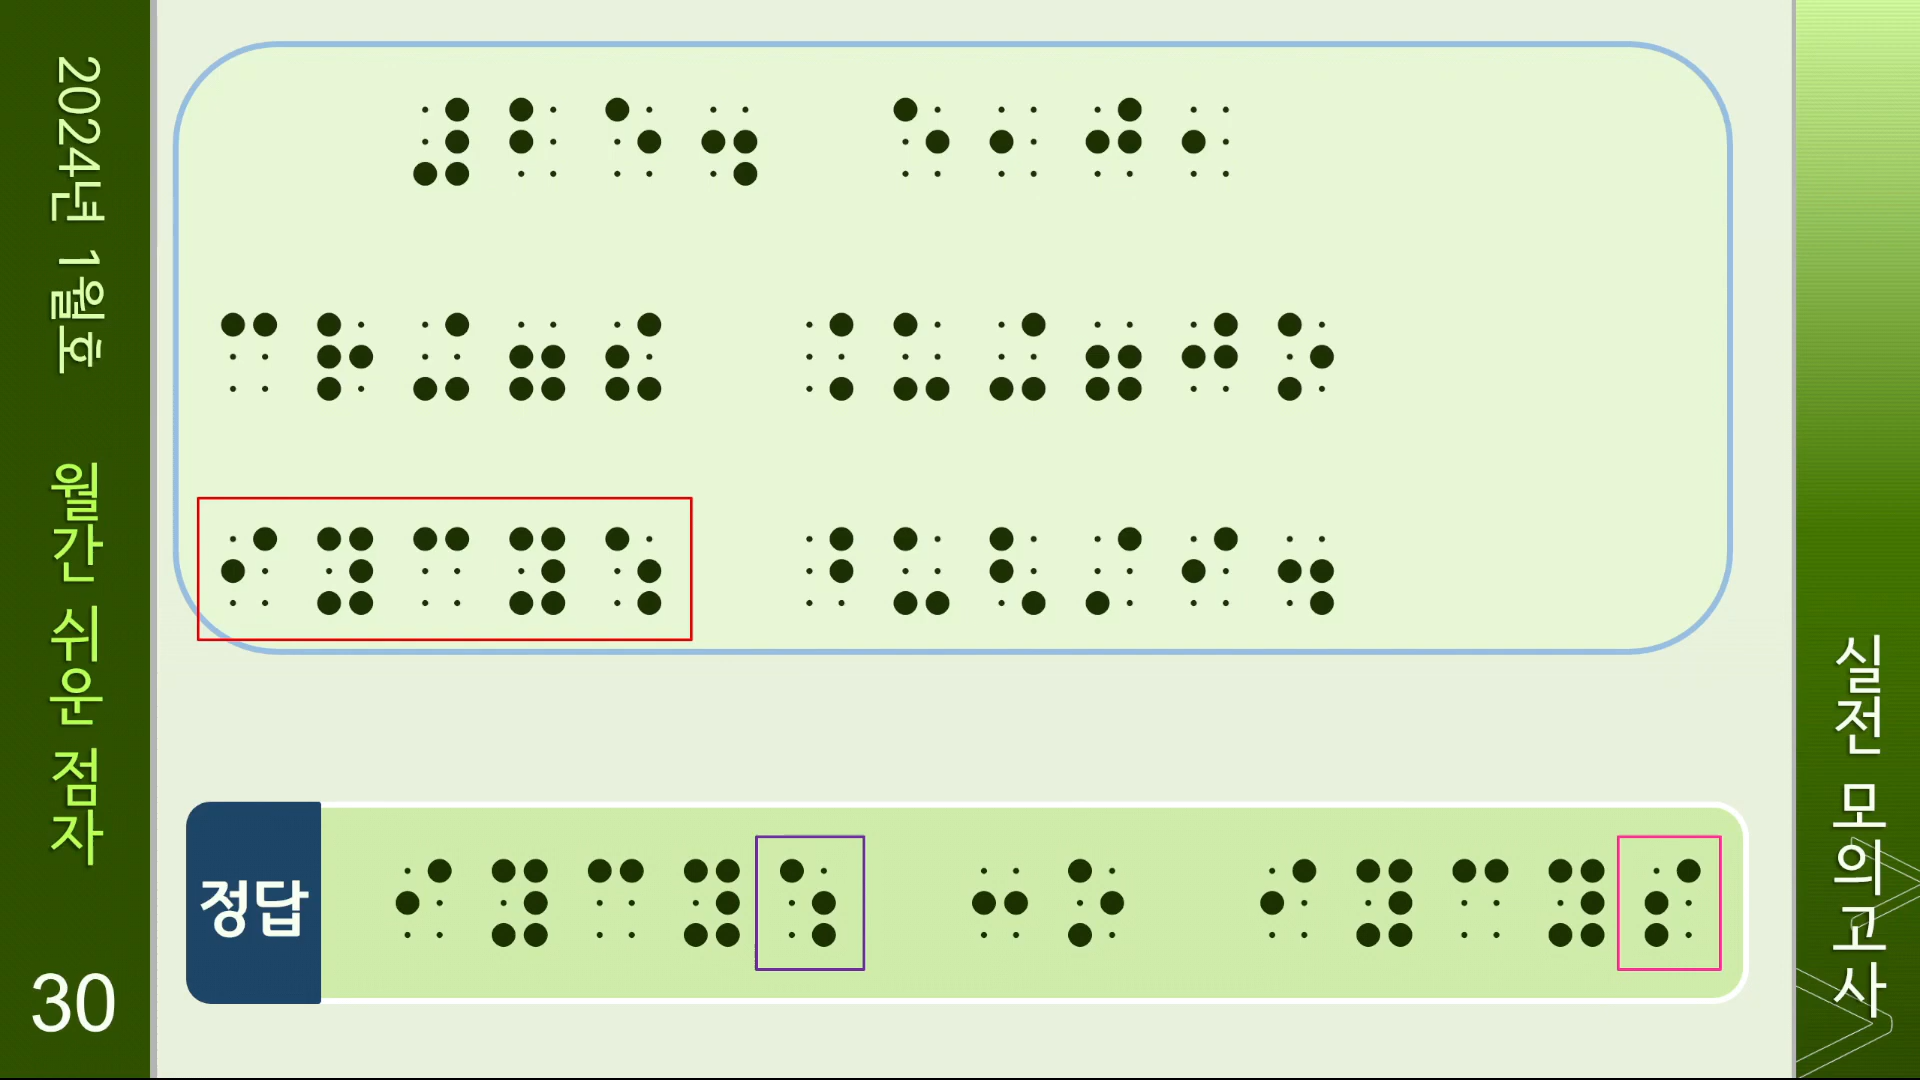 2024년 1월호 월간 쉬운 점자
30
⠼⠃⠑⠲ ⠑⠂⠚⠂
⠉⠗⠬⠶⠮ ⠨⠥⠬⠶⠚⠕
⠊⠽⠉⠽⠱ ⠘⠥⠣⠌⠊⠲
정답 ⠊⠽⠉⠽⠱ ⠒⠕ ⠊⠽⠉⠽⠎
실전 모의고사